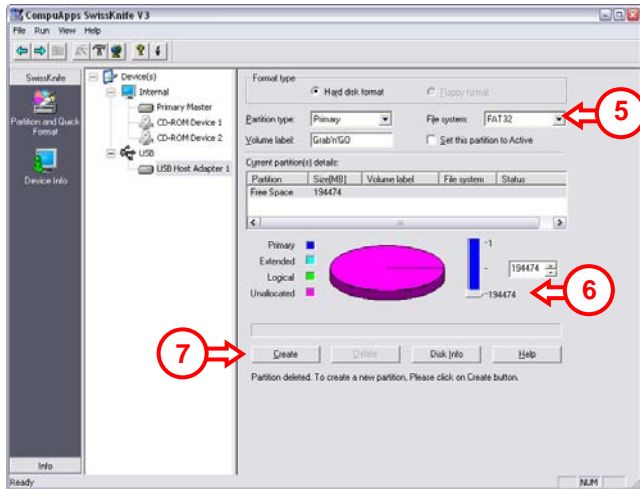 CompuApps SwissKnife V3
File Run View Help
SwissKnife
Partition and Quick
Format
Device Info
Info
Device(s)
Internal
Primary Master
CD-ROM Device 1
CD-ROM Device 2
USB
USB Host Adapter 1
Format type
Hard disk format
Floppy format
Partition type: Primary File system: FAT32
5
Volume label: Grab'n'GO Set this partition to Active
Current partition(s) details:
Partition Size[MB] Volume label File system Status
Free Space 194474
Primary
Extended
Logical
Unallocated
-1
194474
-194474
6
7
Create Delete Disk Info Help
Partition deleted. To create a new partition, Please click on Create button.
Ready NUM